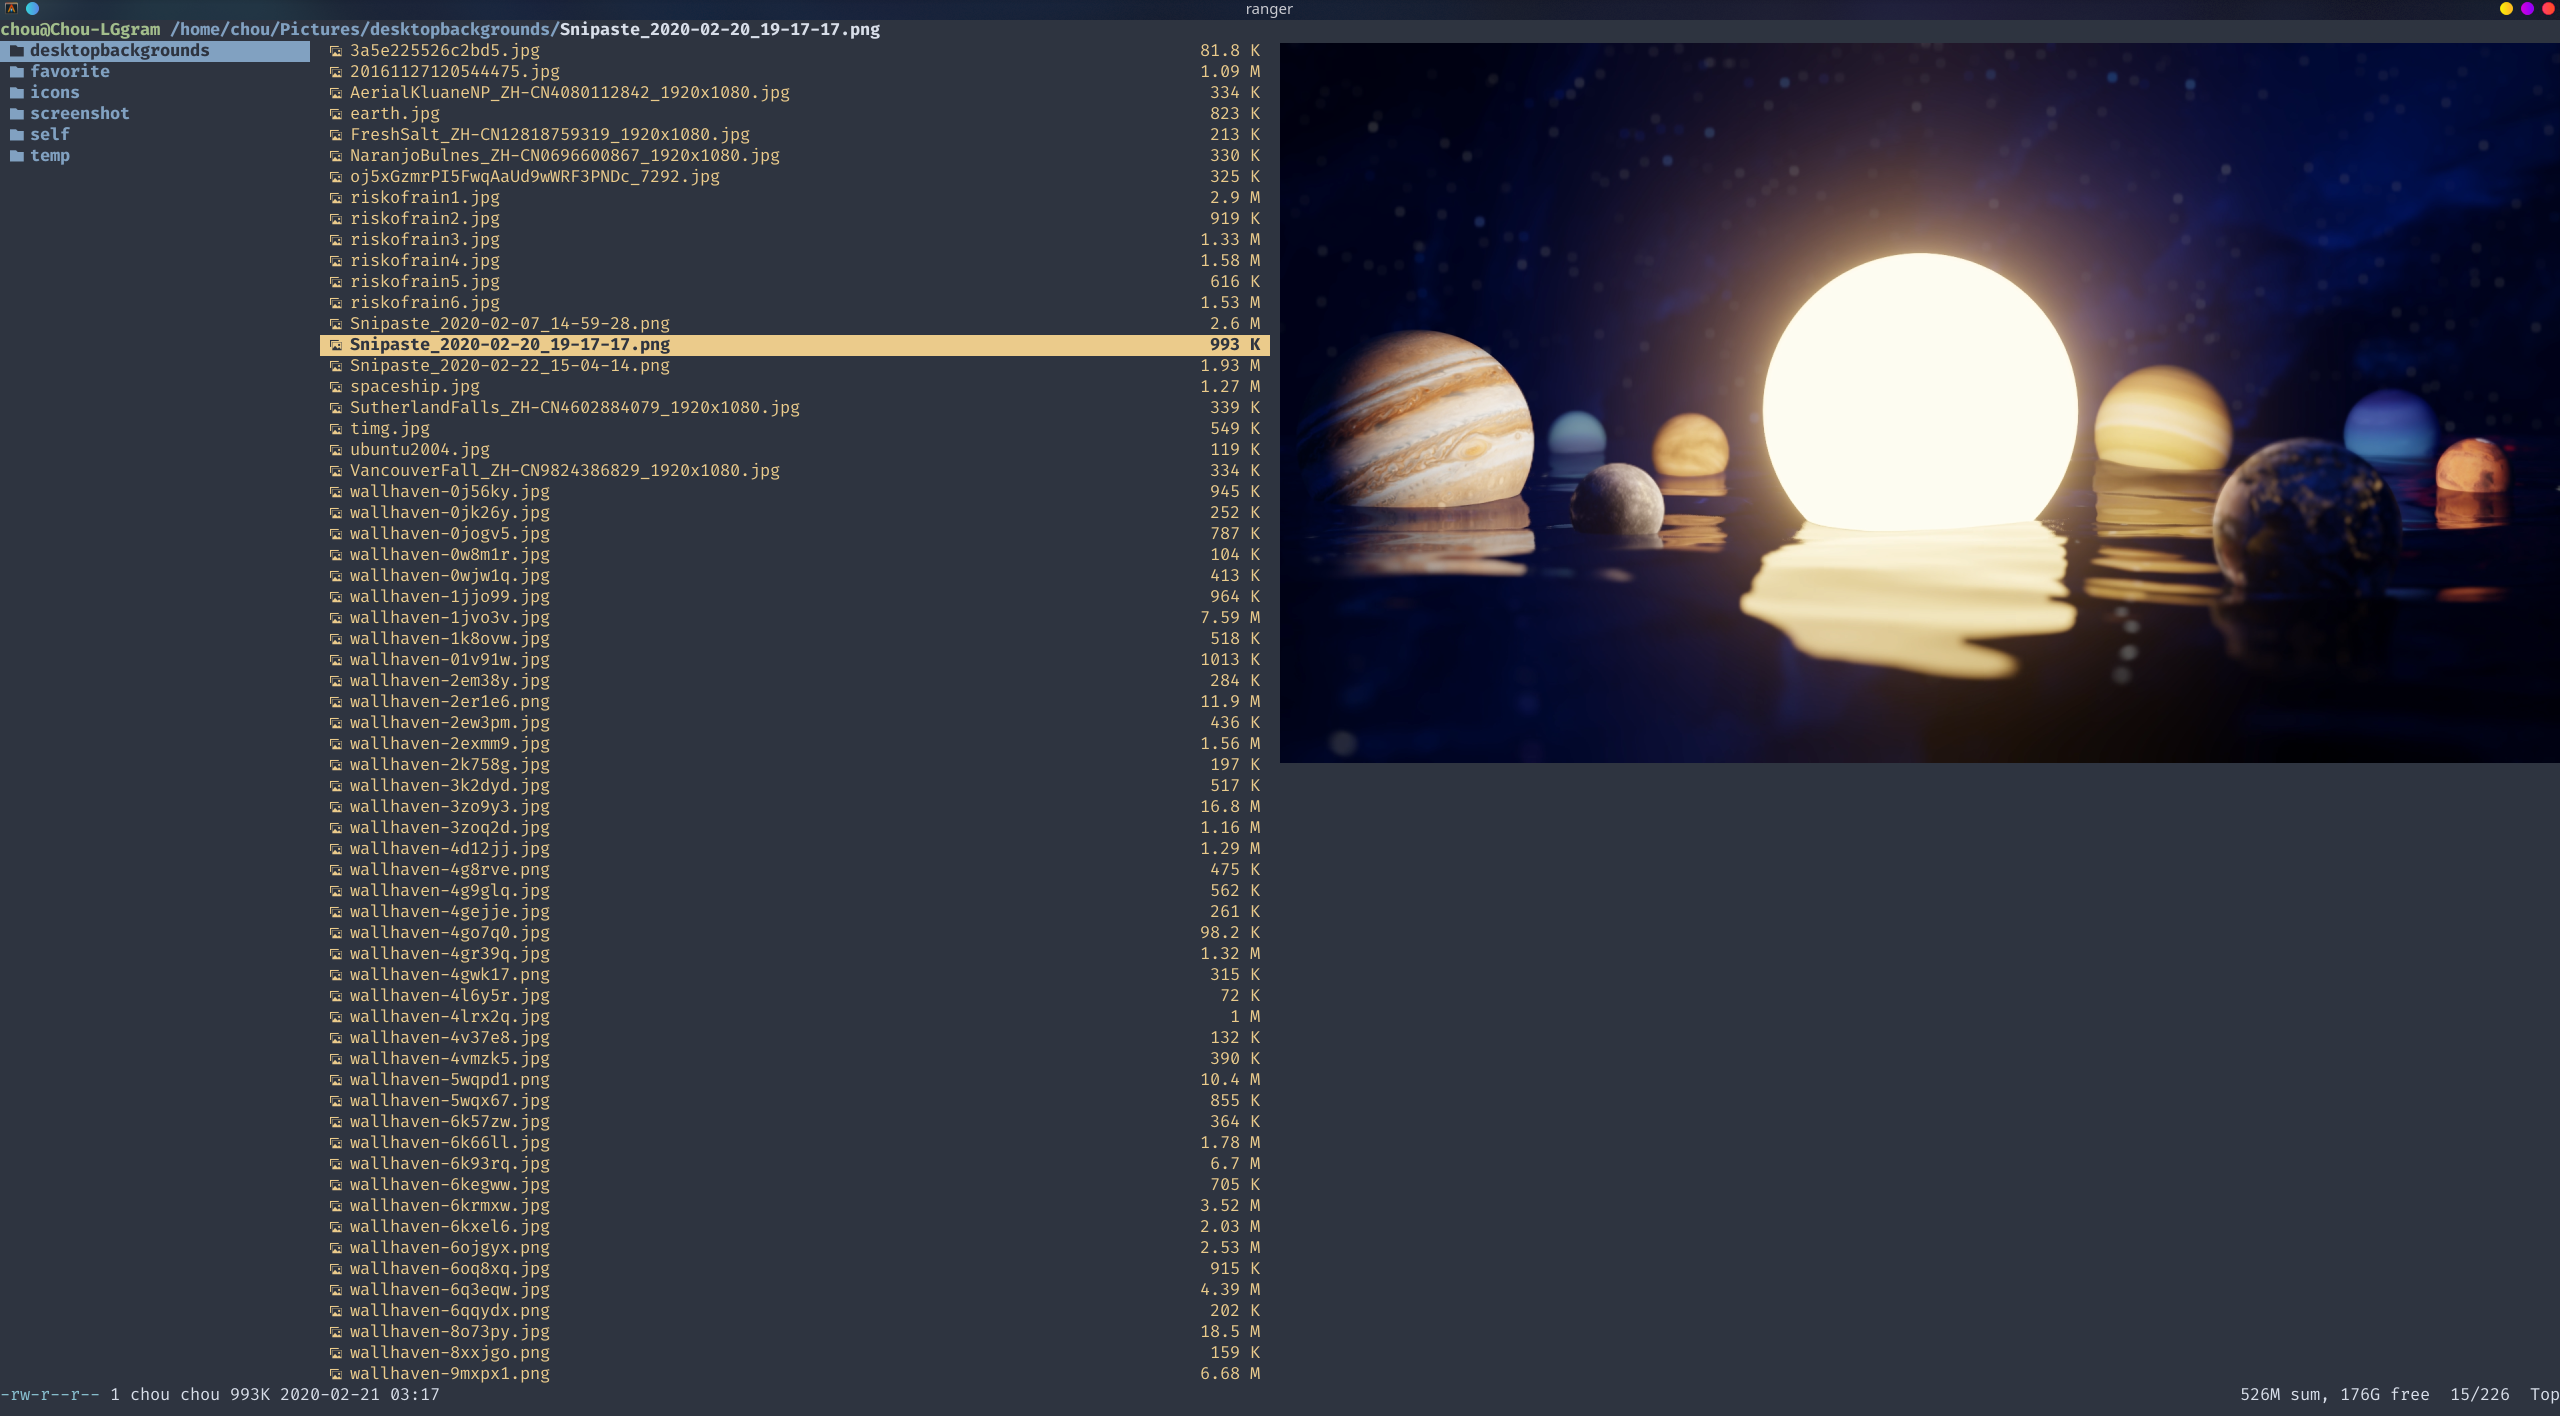 ranger
chou@Chou-LGgram /home/chou/Pictures/desktopbackgrounds/Snipaste_2020-02-20_19-17-17.png
desktopbackgrounds
favorite
icons
screenshot
self
temp
3a5e225526c2bd5.jpg 81.8 K
20161127120544475.jpg 1.09 M
AerialKluaneNP_ZH-CN4080112842_1920x1080.jpg 334 K
earth.jpg 823 K
FreshSalt_ZH-CN12818759319_1920x1080.jpg 213 K
NaranjoBulnes_ZH-CN0696600867_1920x1080.jpg 330 K
oj5xGzmrPI5FwqAaUd9wWRF3PNDc_7292.jpg 325 K
riskofrain1.jpg 2.9 M
riskofrain2.jpg 919 K
riskofrain3.jpg 1.33 M
riskofrain4.jpg 1.58 M
riskofrain5.jpg 616 K
riskofrain6.jpg 1.53 M
Snipaste_2020-02-07_14-59-28.png 2.6 M
Snipaste_2020-02-20_19-17-17.png 993 K
Snipaste_2020-02-22_15-04-14.png 1.93 M
spaceship.jpg 1.27 M
SutherlandFalls_ZH-CN4602884079_1920x1080.jpg 339 K
timg.jpg 549 K
ubuntu2004.jpg 119 K
VancouverFall_ZH-CN9824386829_1920x1080.jpg 334 K
wallhaven-0j56ky.jpg 945 K
wallhaven-0jk26y.jpg 252 K
wallhaven-0jogv5.jpg 787 K
wallhaven-0w8m1r.jpg 104 K
wallhaven-0wjw1q.jpg 413 K
wallhaven-1jjo99.jpg 964 K
wallhaven-1jvo3v.jpg 7.59 M
wallhaven-1k8ovw.jpg 518 K
wallhaven-01v91w.jpg 1013 K
wallhaven-2em38y.jpg 284 K
wallhaven-2er1e6.png 11.9 M
wallhaven-2ew3pm.jpg 436 K
wallhaven-2exmm9.jpg 1.56 M
wallhaven-2k758g.jpg 197 K
wallhaven-3k2dyd.jpg 517 K
wallhaven-3zo9y3.jpg 16.8 M
wallhaven-3zoq2d.jpg 1.16 M
wallhaven-4d12jj.jpg 1.29 M
wallhaven-4g8rve.png 475 K
wallhaven-4g9glq.jpg 562 K
wallhaven-4gejje.jpg 261 K
wallhaven-4go7q0.jpg 98.2 K
wallhaven-4gr39q.jpg 1.32 M
wallhaven-4gwk17.png 315 K
wallhaven-4l6y5r.jpg 72 K
wallhaven-4lrx2q.jpg 1 M
wallhaven-4v37e8.jpg 132 K
wallhaven-4vmzk5.jpg 390 K
wallhaven-5wqpd1.png 10.4 M
wallhaven-5wqx67.jpg 855 K
wallhaven-6k57zw.jpg 364 K
wallhaven-6k66ll.jpg 1.78 M
wallhaven-6k93rq.jpg 6.7 M
wallhaven-6kegww.jpg 705 K
wallhaven-6krmxw.jpg 3.52 M
wallhaven-6kxel6.jpg 2.03 M
wallhaven-6ojgyx.png 2.53 M
wallhaven-6oq8xq.jpg 915 K
wallhaven-6q3eqw.jpg 4.39 M
wallhaven-6qqydx.png 202 K
wallhaven-8o73py.jpg 18.5 M
wallhaven-8xxjgo.png 159 K
wallhaven-9mxpx1.png 6.68 M
-rw-r--r-- 1 chou chou 993K 2020-02-21 03:17 526M sum, 176G free 15/226 Top